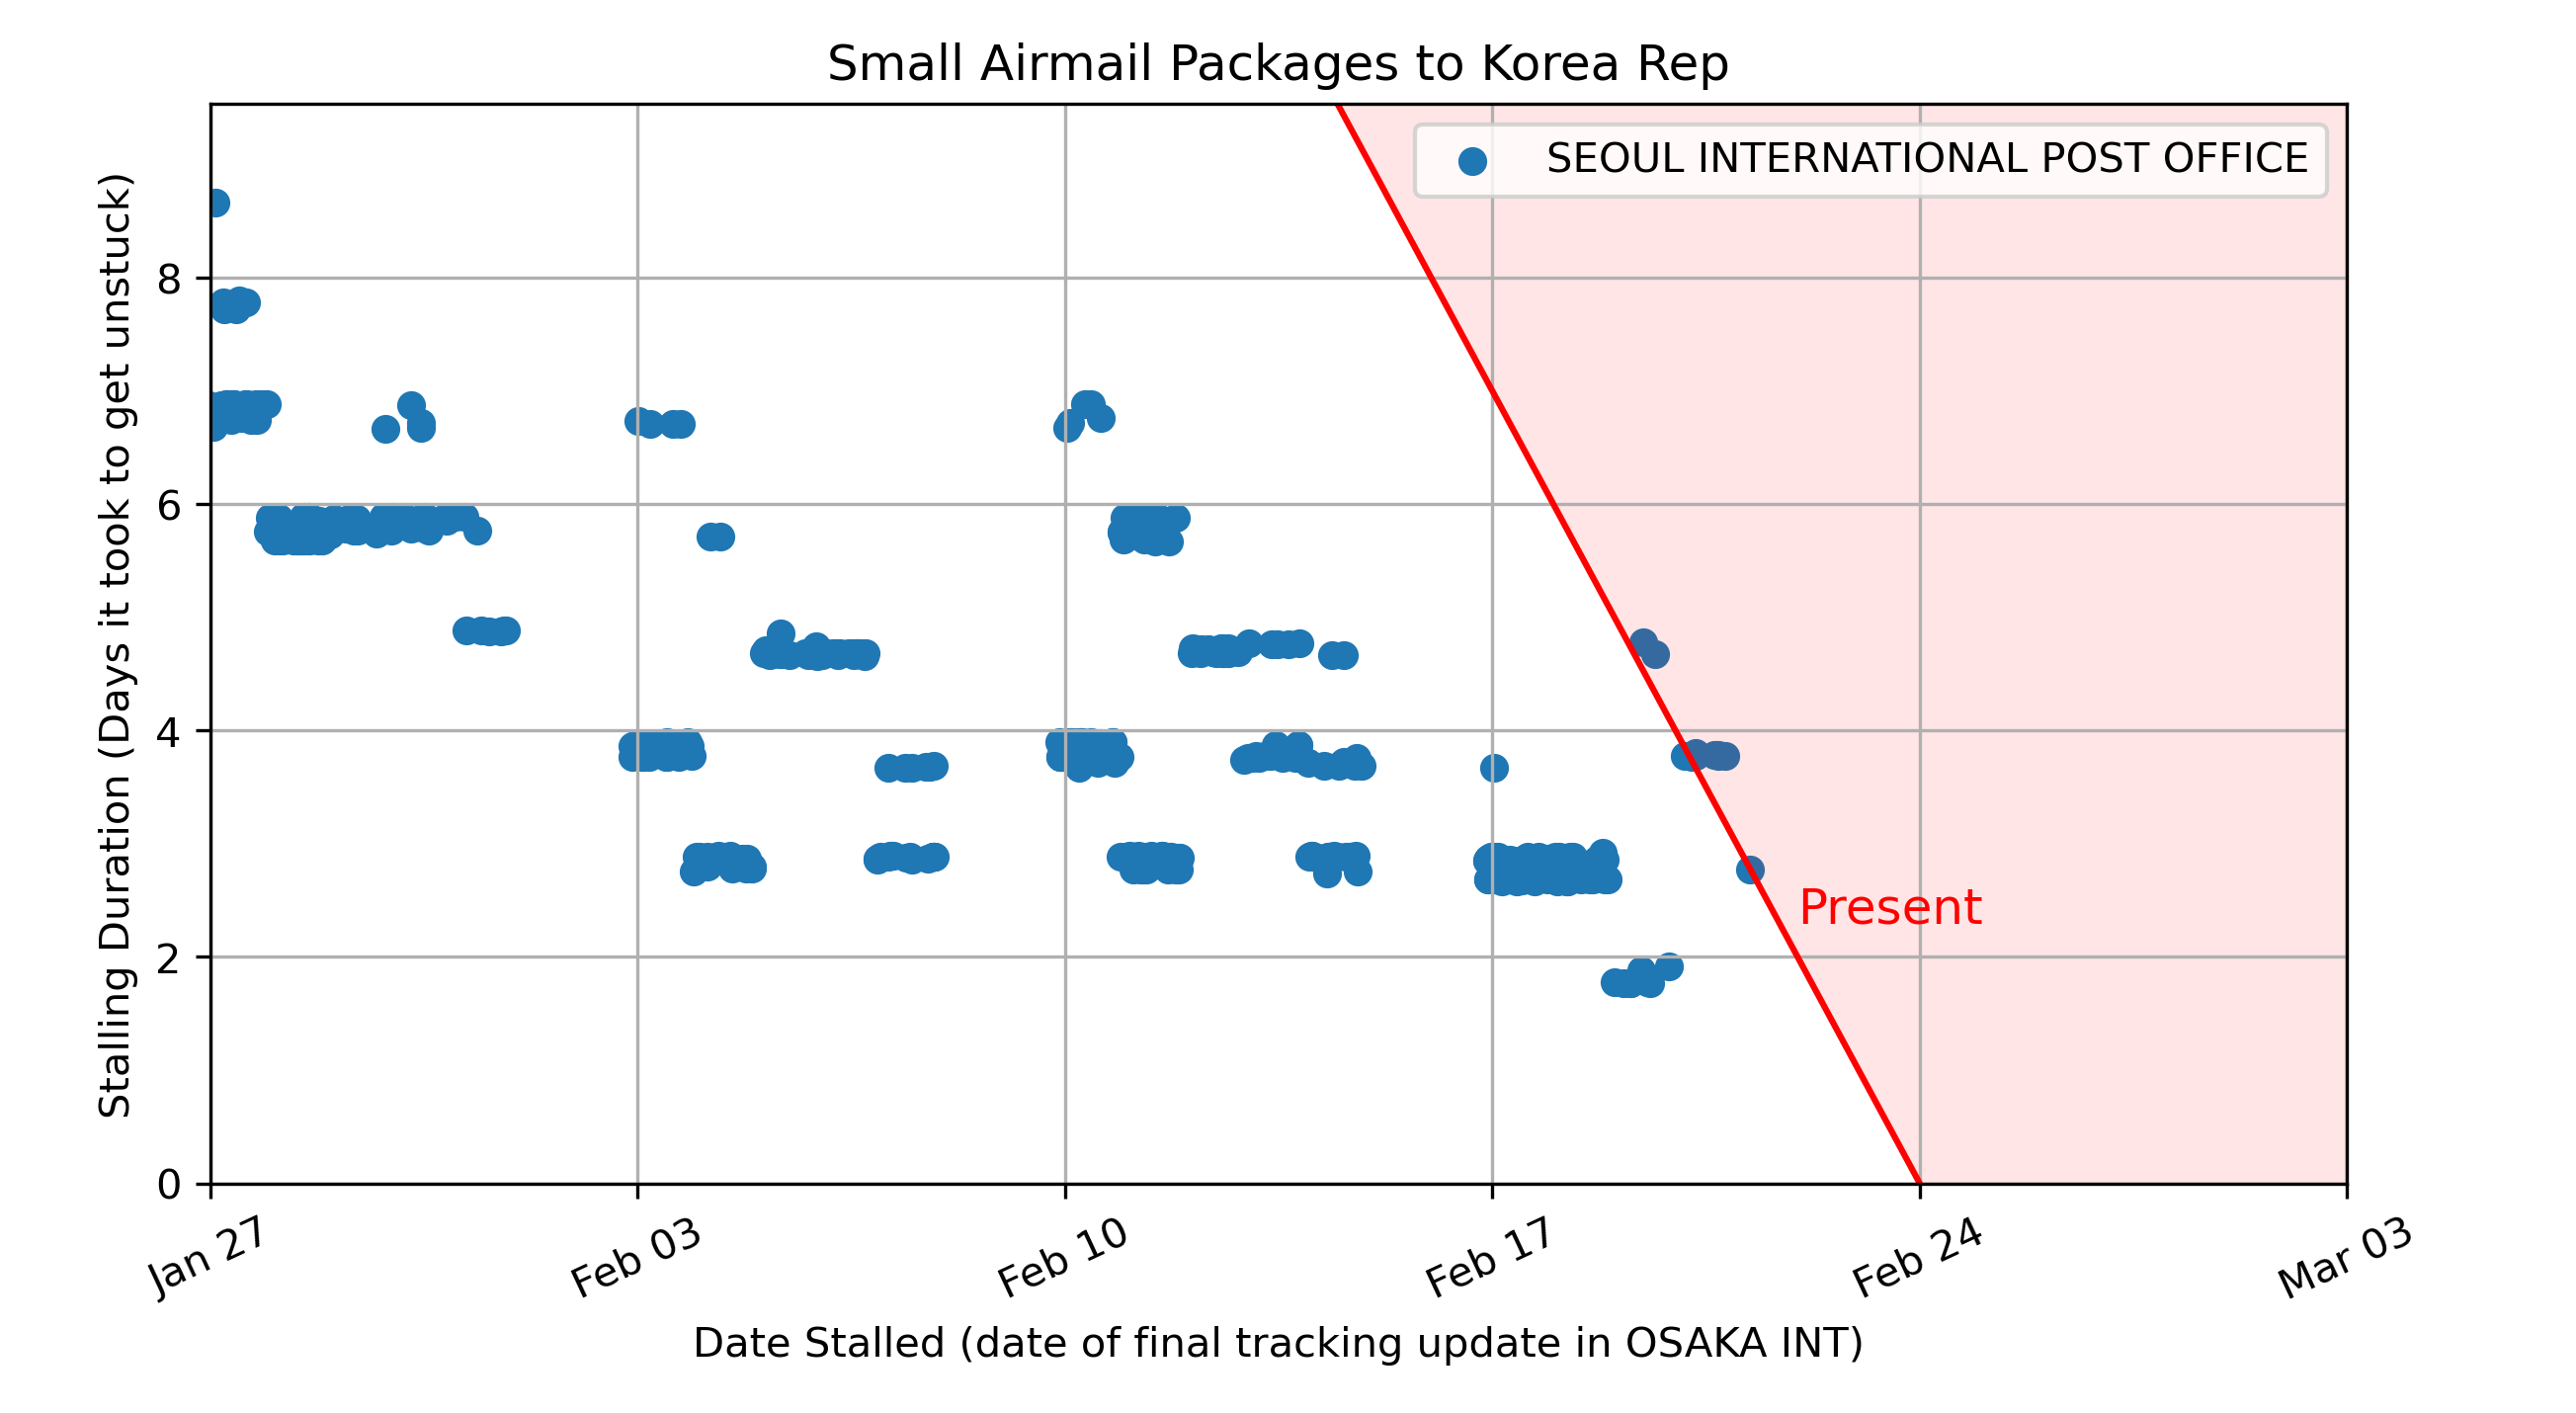 Small Airmail Packages to Korea Rep
SEOUL INTERNATIONAL POST OFFICE
Stalling Duration (Days it took to get unstuck)
8
6
4
2
0
Present
Jan 27
Feb 03
Feb 10
Feb 17
Feb 24
Mar 03
Date Stalled (date of final tracking update in OSAKA INT)